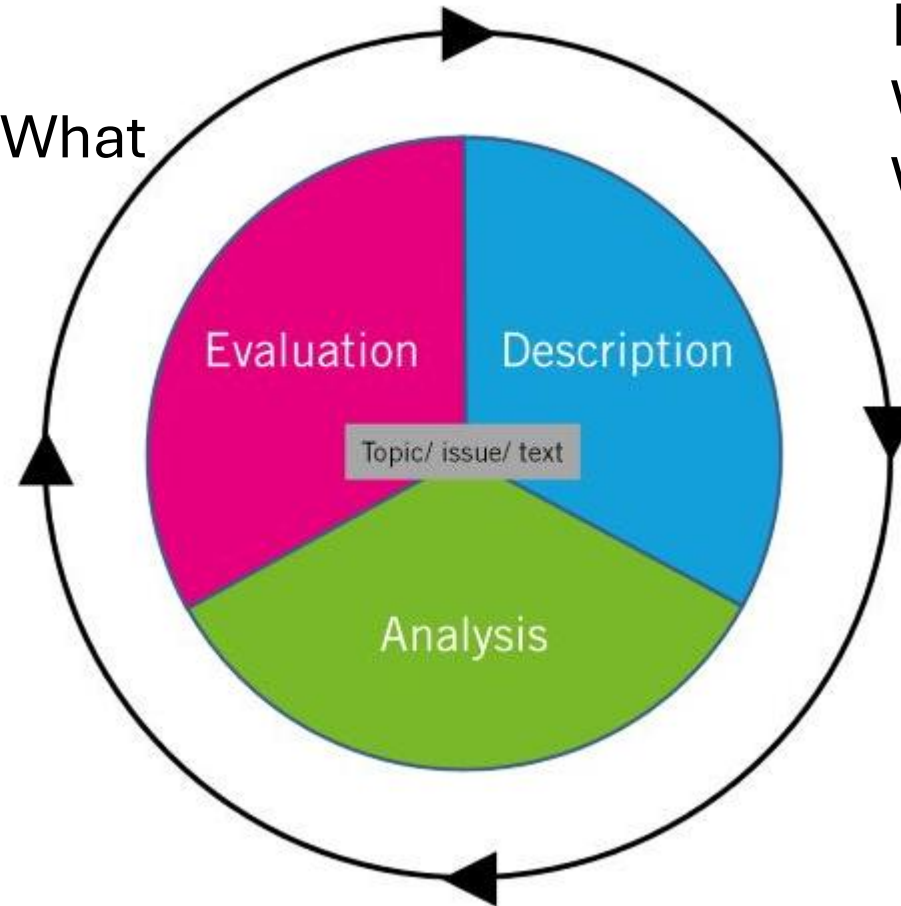 What
Evaluation
Description
Topic/ issue/ text
Analysis